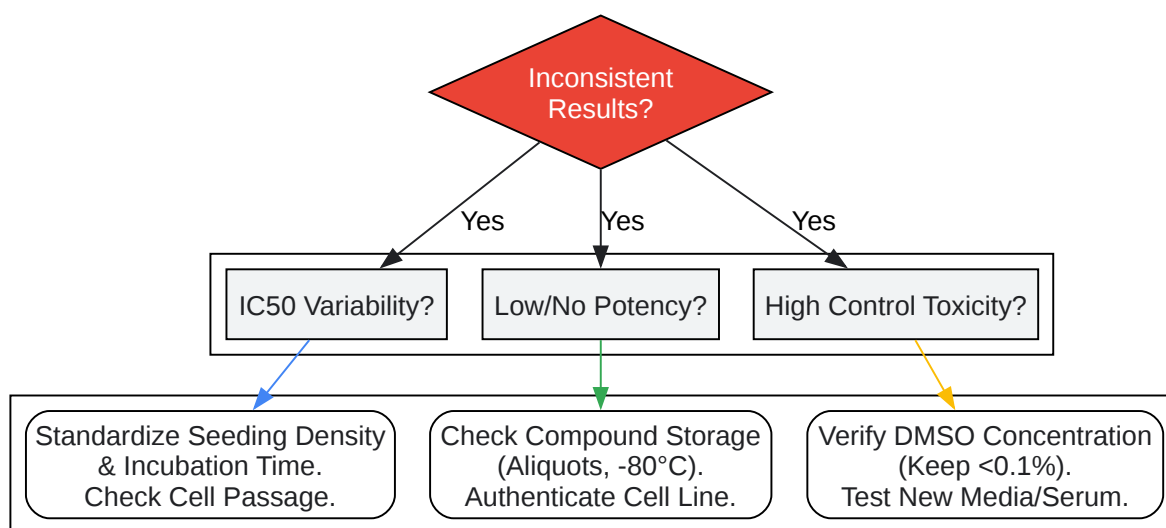 Inconsistent
Results?
Yes
Yes
Yes
IC50 Variability?
Low/No Potency?
High Control Toxicity?
Standardize Seeding Density
& Incubation Time.
Check Cell Passage.
Check Compound Storage
(Aliquots, -80°C).
Authenticate Cell Line.
Verify DMSO Concentration
(Keep <0.1%).
Test New Media/Serum.